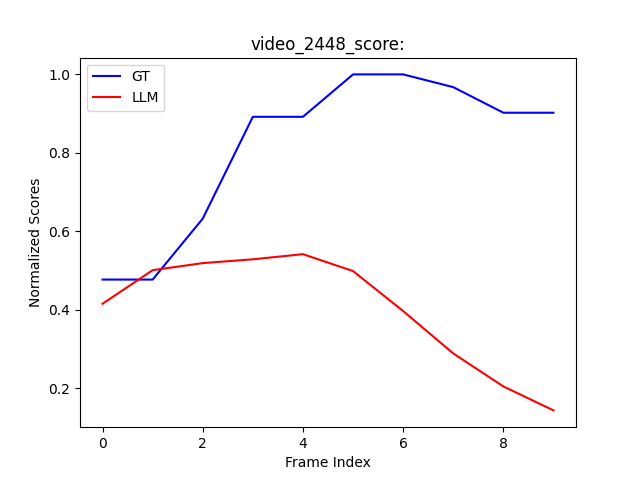 video_2448_score:
GT
LLM
1.0
0.8
0.6
0.4
0.2
Normalized Scores
0 2 4 6 8
Frame Index